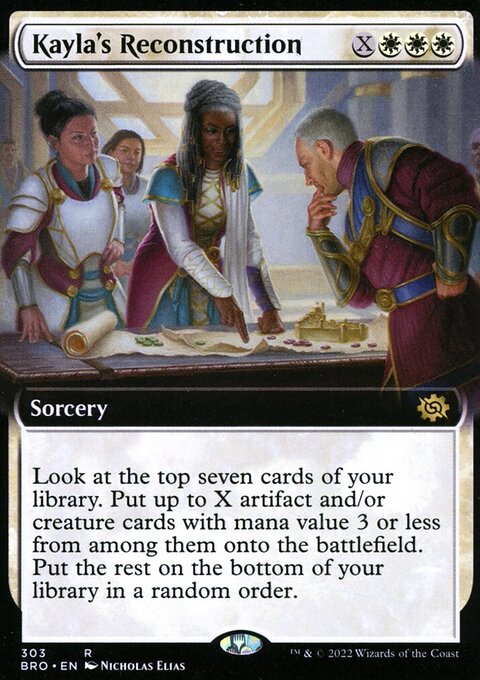 Kayla's Reconstruction X
Sorcery
Look at the top seven cards of your
library. Put up to X artifact and/or
creature cards with mana value 3 or less
from among them onto the battlefield.
Put the rest on the bottom of your
library in a random order.
303 R
BRO • EN Nicholas Elias
™ & © 2022 Wizards of the Coast